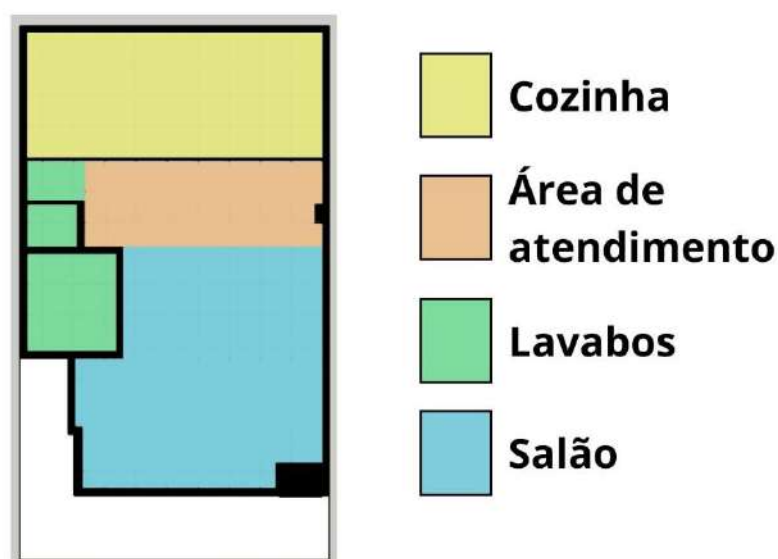 Cozinha
Área de
atendimento
Lavabos
Salão